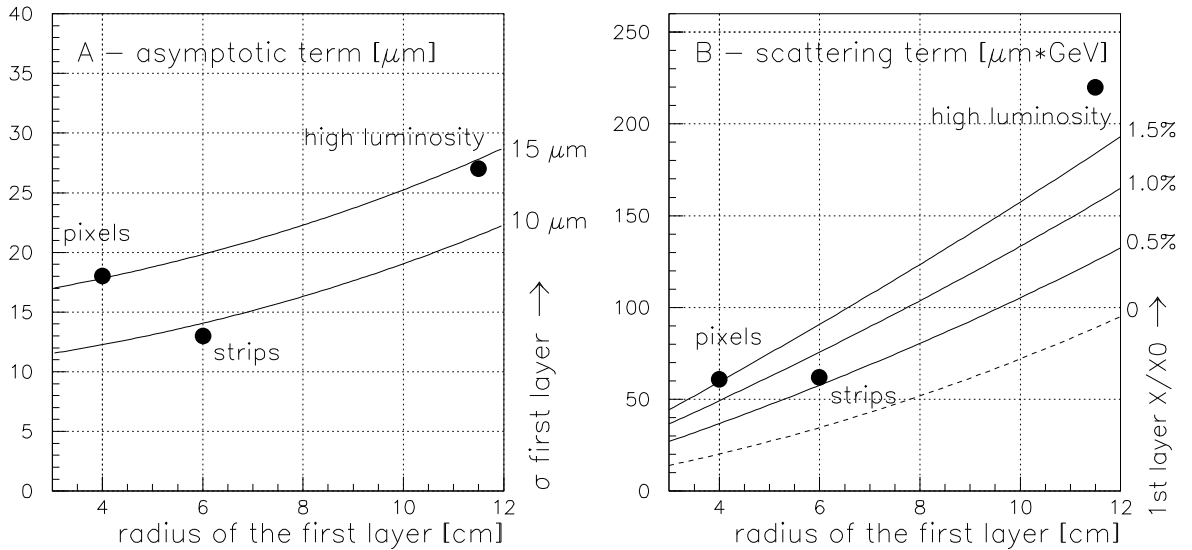 A – asymptotic term [μm]
40
35
30
25
20
15
10
5
0
high luminosity
15 μm
10 μm
pixels
strips
σ first layer →
4 6 8 10 12
radius of the first layer [cm]
B – scattering term [μm*GeV]
250
200
150
100
50
0
high luminosity
1.5%
1.0%
0.5%
0
pixels
strips
1st layer X/X0 →
4 6 8 10 12
radius of the first layer [cm]